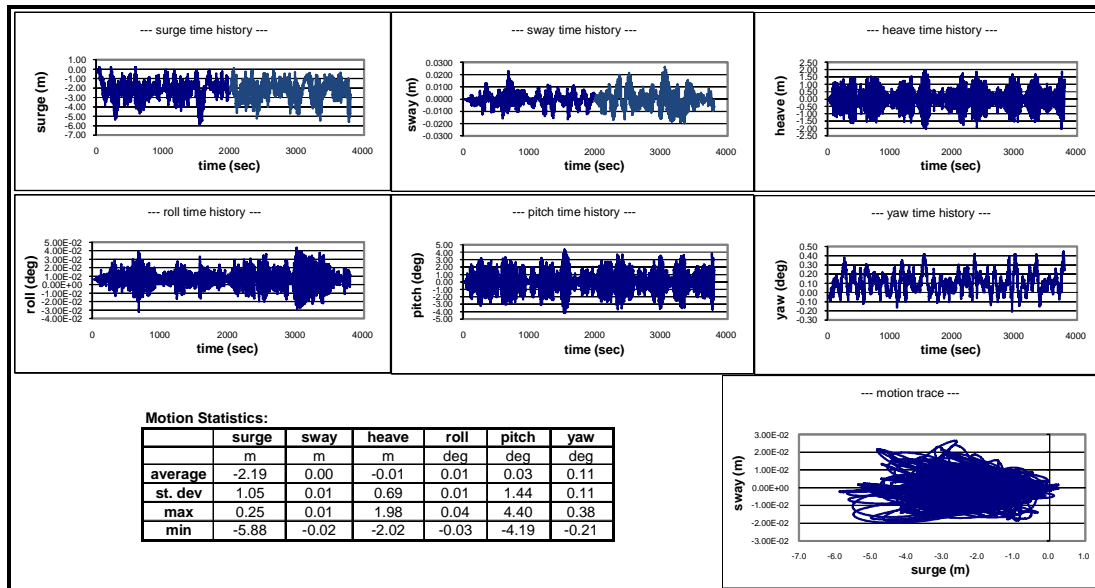 --- surge time history ---
1.00
0.00
-1.00
-2.00
-3.00
-4.00
-5.00
-6.00
-7.00
surge (m)
0 1000 2000 3000 4000
time (sec)
--- sway time history ---
0.0300
0.0200
0.0100
0.0000
-0.0100
-0.0200
-0.0300
sway (m)
0 1000 2000 3000 4000
time (sec)
--- heave time history ---
2.50
2.00
1.50
1.00
0.50
0.00
-0.50
-1.00
-1.50
-2.00
-2.50
heave (m)
0 1000 2000 3000 4000
time (sec)
--- roll time history ---
5.00E-02
4.00E-02
3.00E-02
2.00E-02
1.00E-02
0.00E+00
-1.00E-02
-2.00E-02
-3.00E-02
-4.00E-02
roll (deg)
0 1000 2000 3000 4000
time (sec)
--- pitch time history ---
5.00
4.00
3.00
2.00
1.00
0.00
-1.00
-2.00
-3.00
-4.00
-5.00
pitch (deg)
0 1000 2000 3000 4000
time (sec)
--- yaw time history ---
0.50
0.40
0.30
0.20
0.10
0.00
-0.10
-0.20
-0.30
yaw (deg)
0 1000 2000 3000 4000
time (sec)
Motion Statistics:
surge sway heave roll pitch yaw
m m m deg deg deg
average -2.19 0.00 -0.01 0.01 0.03 0.11
st. dev 1.05 0.01 0.69 0.01 1.44 0.11
max 0.25 0.01 1.98 0.04 4.40 0.38
min -5.88 -0.02 -2.02 -0.03 -4.19 -0.21
--- motion trace ---
3.00E-02
2.00E-02
1.00E-02
0.00E+00
-1.00E-02
-2.00E-02
-3.00E-02
sway (m)
-7.0 -6.0 -5.0 -4.0 -3.0 -2.0 -1.0 0.0 1.0
surge (m)